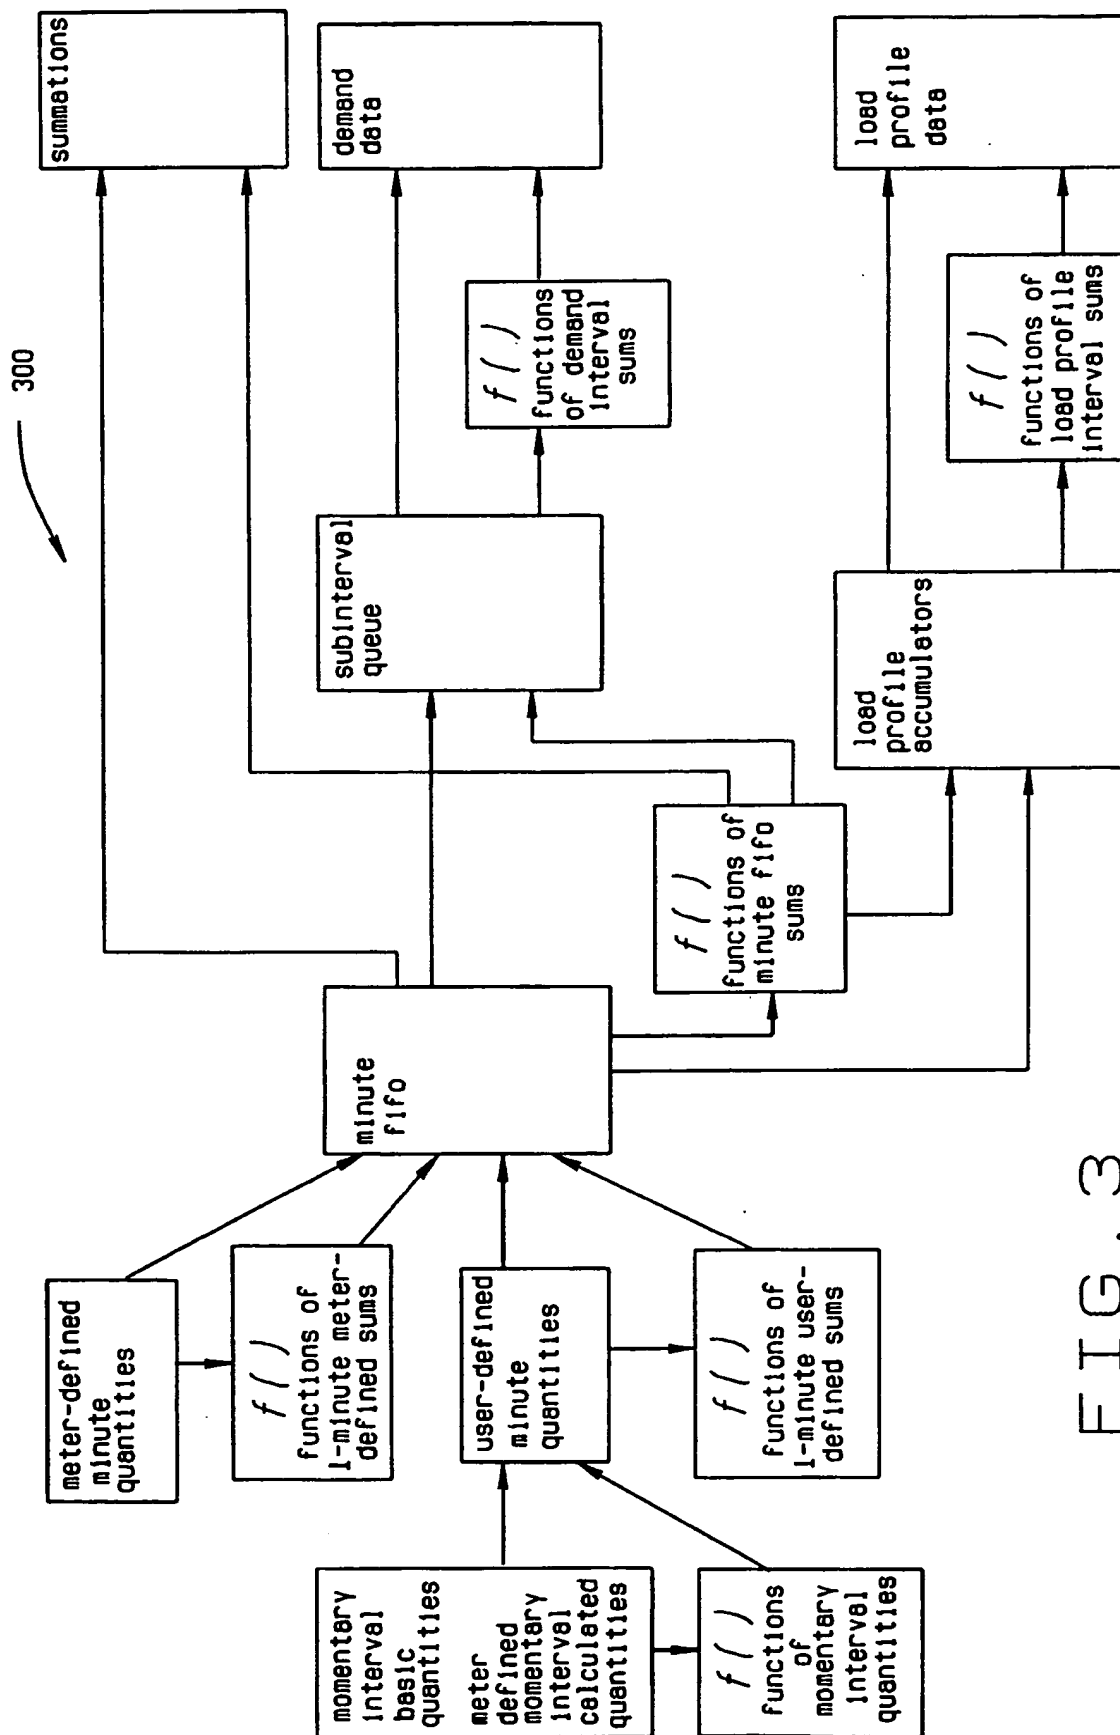 300
summations
demand
data
f()
functions
of demand
interval
sums
subinterval
queue
load
profile
data
f()
functions of
load profile
interval sums
load
profile
accumulators
f()
functions of
minute fifo
sums
minute
fifo
meter-defined
minute
quantities
f()
functions of
1-minute meter-
defined sums
user-defined
minute
quantities
f()
functions of
1-minute user-
defined sums
momentary
interval
basic
quantities
meter
defined
momentary
interval
calculated
quantities
f()
functions
of
momentary
interval
quantities
FIG. 3